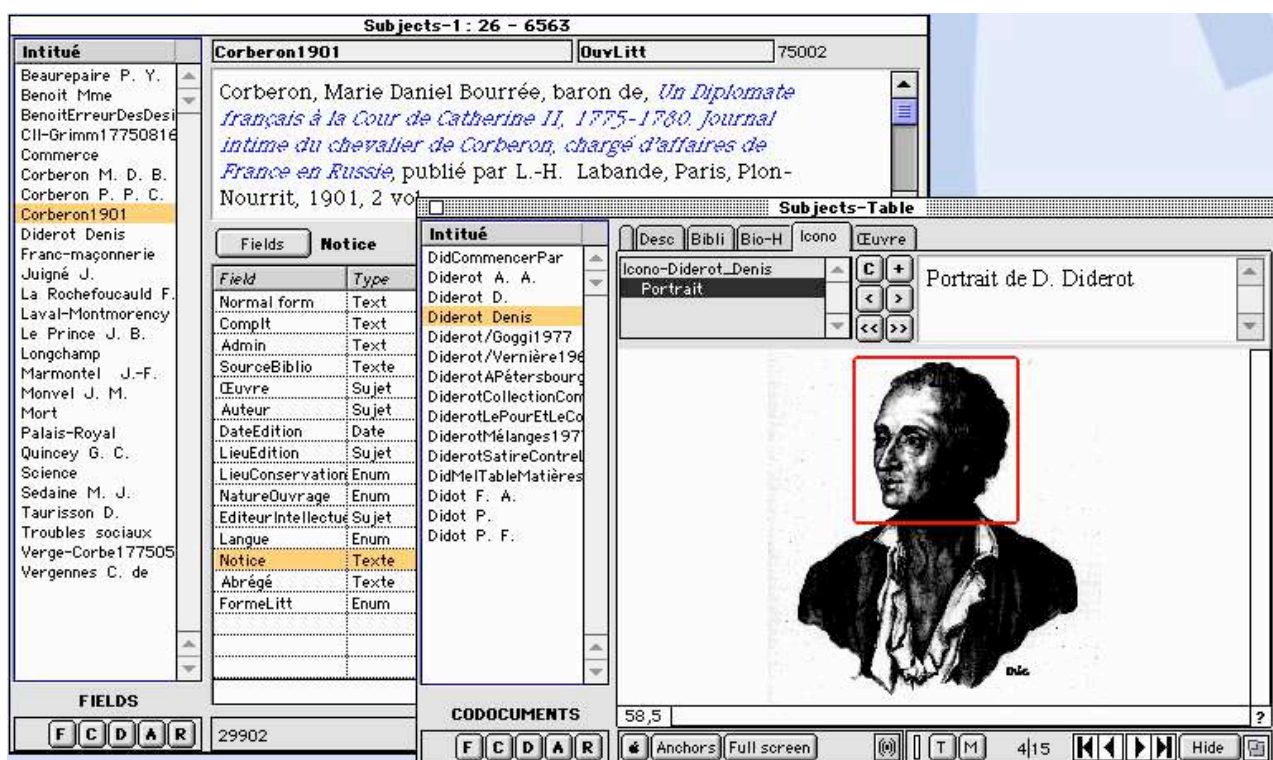 Subjects-1 : 26 - 6563
Intitué
Beaurepaire P. Y.
Benoit Mme
BenoitErreurDesDesi
CII-Grimm17750816
Commerce
Corberon M. D. B.
Corberon P. P. C.
Corberon1901
Diderot Denis
Franc-maçonnerie
Juigné J.
La Rochefoucauld F.
Laval-Montmorency
Le Prince J. B.
Longchamp
Marmontel J.-F.
Monvel J. M.
Mort
Palais-Royal
Quincey G. C.
Science
Sedaine M. J.
Taurisson D.
Troubles sociaux
Verge-Corbe177505
Vergennes C. de
FIELDS
F C D A R
Corberon1901 OuvLitt 75002
Corberon, Marie Daniel Bourrée, baron de, Un Diplomate
français à la Cour de Catherine II, 1775-1780. Journal
intime du chevalier de Corberon, chargé d'affaires de
France en Russie, publié par L.-H. Labande, Paris, Plon-
Nourrit, 1901, 2 vol
Fields Notice
Field Type
Normal form Text
Complt Text
Admin Text
SourceBiblio Texte
Œuvre Sujet
Auteur Sujet
DateEdition Date
LieuEdition Sujet
LieuConservation Enum
NatureOuvrage Enum
EditeurIntellectue Sujet
Langue Enum
Notice Texte
Abrégé Texte
FormeLitt Enum
29902
Subjects-Table
Intitué
DidCommencerPar
Diderot A. A.
Diderot D.
Diderot Denis
Diderot/Goggi1977
Diderot/Vernière196
DiderotAPétersbourg
DiderotCollectionCom
DiderotLePourEtLeCo
DiderotMélanges197
DiderotSatireContreL
DidMelTableMatières
Didot F. A.
Didot P.
Didot P. F.
CODOCUMENTS
F C D A R
Desc Bibli Bio-H Icono Œuvre
Icono-Diderot_Denis
Portrait
C +
< >
<< >>
Portrait de D. Diderot
58,5 ?
Anchors Full screen T M 4|15 Hide